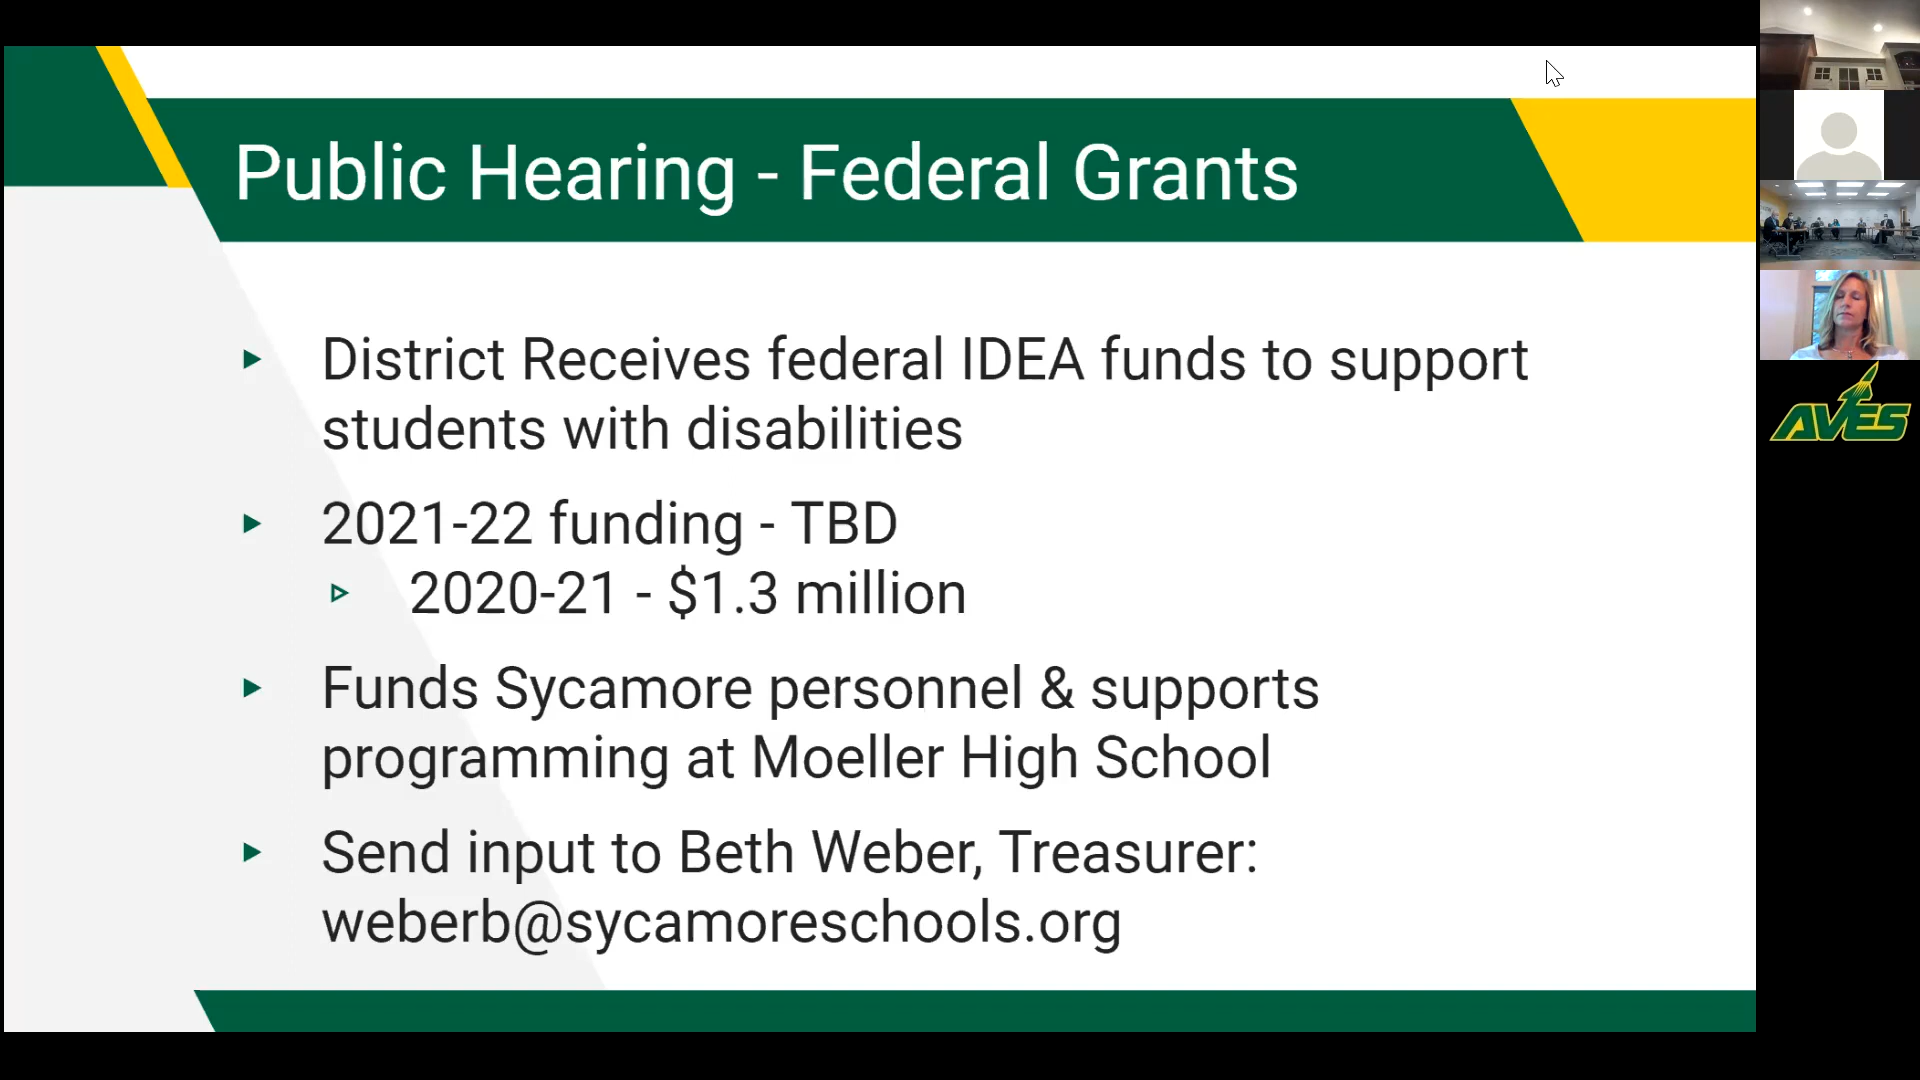 Public Hearing - Federal Grants
District Receives federal IDEA funds to support
students with disabilities
2021-22 funding - TBD
2020-21 - $1.3 million
Funds Sycamore personnel & supports
programming at Moeller High School
Send input to Beth Weber, Treasurer:
weberb@sycamoreschools.org
AVES